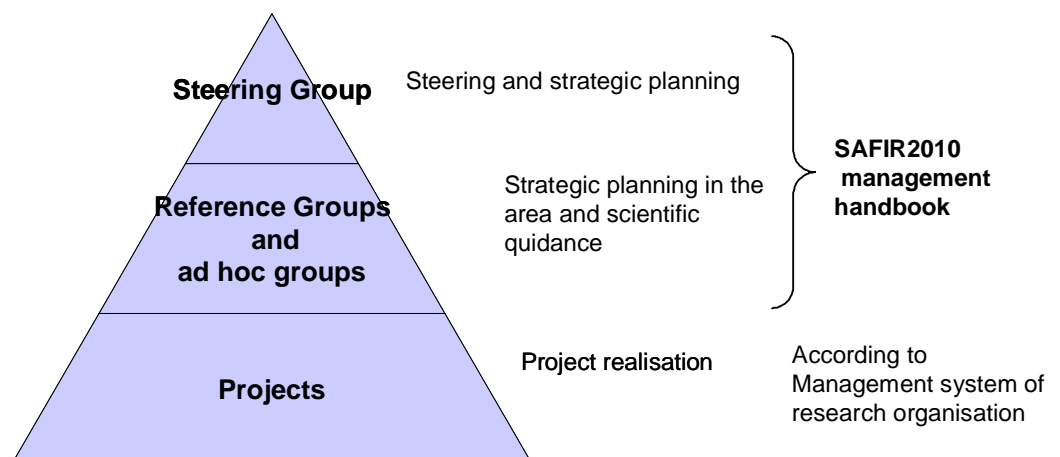 Steering Group
Steering and strategic planning
Reference Groups
and
ad hoc groups
Strategic planning in the
area and scientific
quidance
SAFIR2010
management
handbook
Projects
Project realisation
According to
Management system of
research organisation